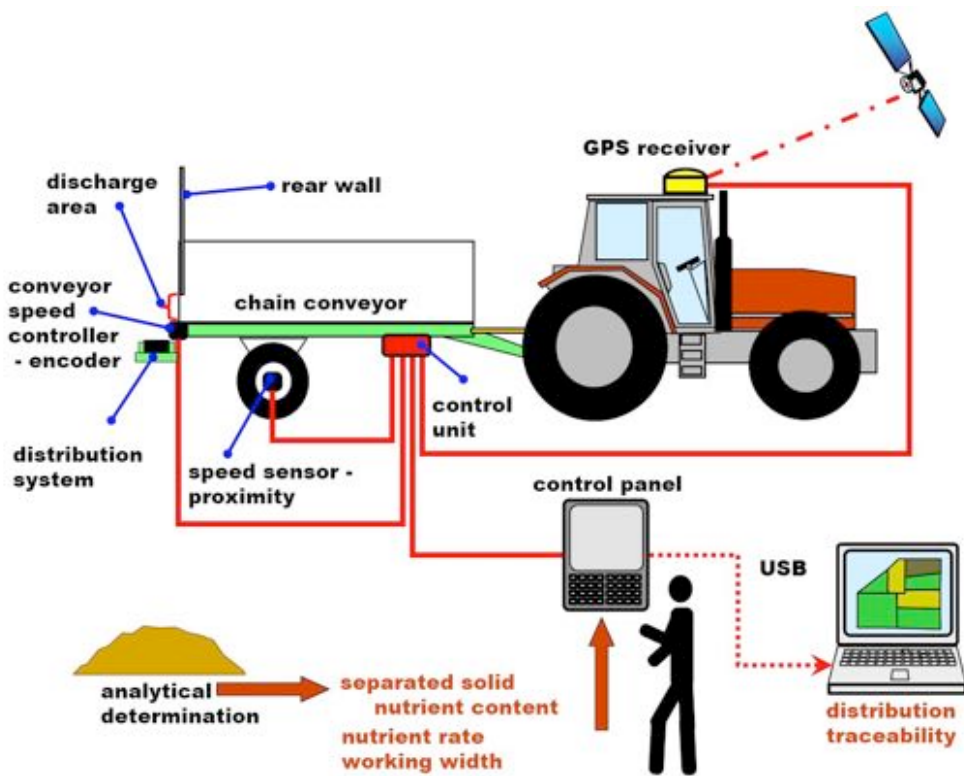 GPS receiver
discharge
area
rear wall
conveyor
speed
controller
- encoder
chain conveyor
control
unit
distribution
system
speed sensor -
proximity
control panel
USB
analytical
determination
separated solid
nutrient content
nutrient rate
working width
distribution
traceability